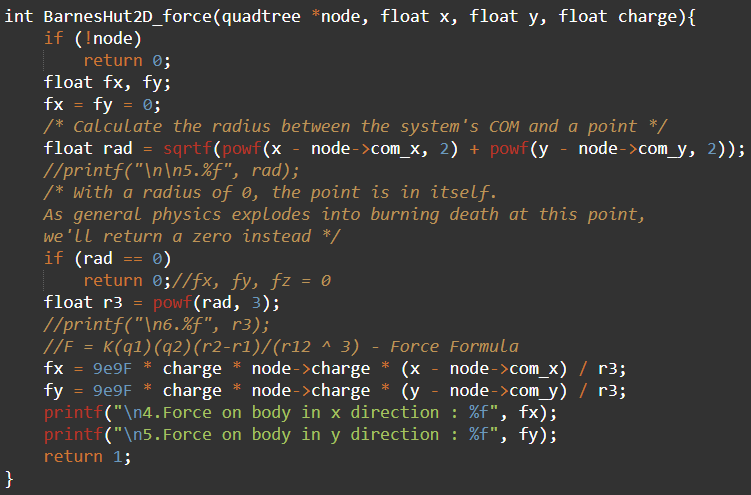 int BarnesHut2D_force(quadtree *node, float x, float y, float charge){
    if (!node)
        return 0;
    float fx, fy;
    fx = fy = 0;
    /* Calculate the radius between the system's COM and a point */
    float rad = sqrtf(powf(x - node->com_x, 2) + powf(y - node->com_y, 2));
    //printf("\n\n5.%f", rad);
    /* With a radius of 0, the point is in itself.
    As general physics explodes into burning death at this point,
    we'll return a zero instead */
    if (rad == 0)
        return 0;//fx, fy, fz = 0
    float r3 = powf(rad, 3);
    //printf("\n6.%f", r3);
    //F = K(q1)(q2)(r2-r1)/(r12 ^ 3) - Force Formula
    fx = 9e9F * charge * node->charge * (x - node->com_x) / r3;
    fy = 9e9F * charge * node->charge * (y - node->com_y) / r3;
    printf("\n4.Force on body in x direction : %f", fx);
    printf("\n5.Force on body in y direction : %f", fy);
    return 1;
}